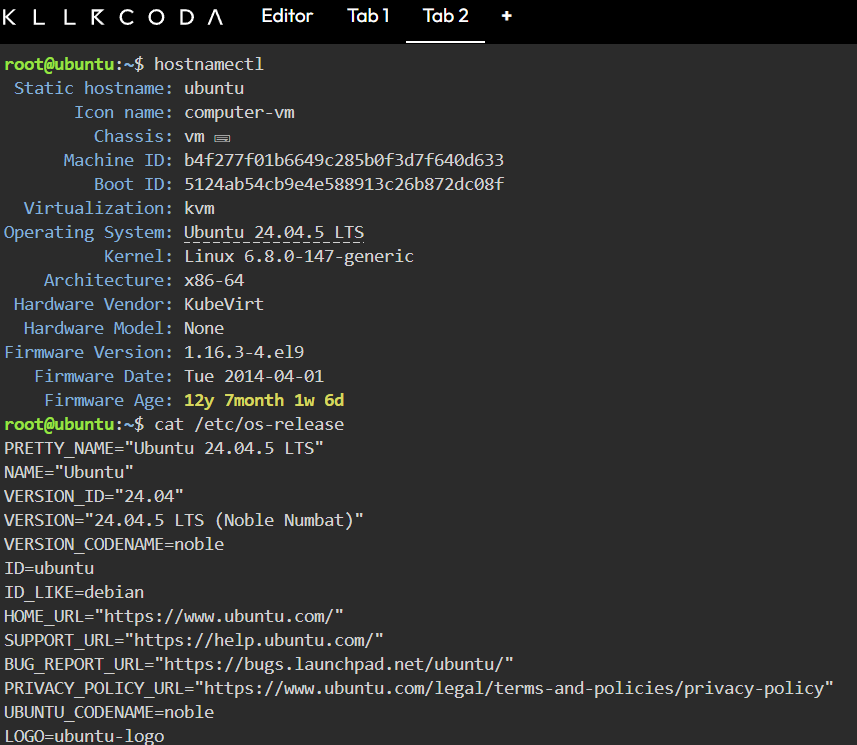 KLLRCODA Editor Tab 1 Tab 2 +
root@ubuntu:~$ hostnamectl
Static hostname: ubuntu
Icon name: computer-vm
Chassis: vm
Machine ID: b4f277f01b6649c285b0f3d7f640d633
Boot ID: 5124ab54cb9e4e588913c26b872dc08f
Virtualization: kvm
Operating System: Ubuntu 24.04.5 LTS
Kernel: Linux 6.8.0-147-generic
Architecture: x86-64
Hardware Vendor: KubeVirt
Hardware Model: None
Firmware Version: 1.16.3-4.el9
Firmware Date: Tue 2014-04-01
Firmware Age: 12y 7month 1w 6d
root@ubuntu:~$ cat /etc/os-release
PRETTY_NAME="Ubuntu 24.04.5 LTS"
NAME="Ubuntu"
VERSION_ID="24.04"
VERSION="24.04.5 LTS (Noble Numbat)"
VERSION_CODENAME=noble
ID=ubuntu
ID_LIKE=debian
HOME_URL="https://www.ubuntu.com/"
SUPPORT_URL="https://help.ubuntu.com/"
BUG_REPORT_URL="https://bugs.launchpad.net/ubuntu/"
PRIVACY_POLICY_URL="https://www.ubuntu.com/legal/terms-and-policies/privacy-policy"
UBUNTU_CODENAME=noble
LOGO=ubuntu-logo